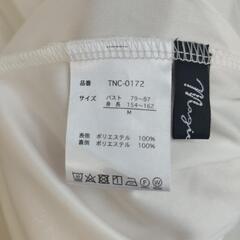 品番 TNC-0172
サイズ バスト 79~87
身長 154~162
M
表側 ポリエステル 100%
裏側 ポリエステル 100%
Magic